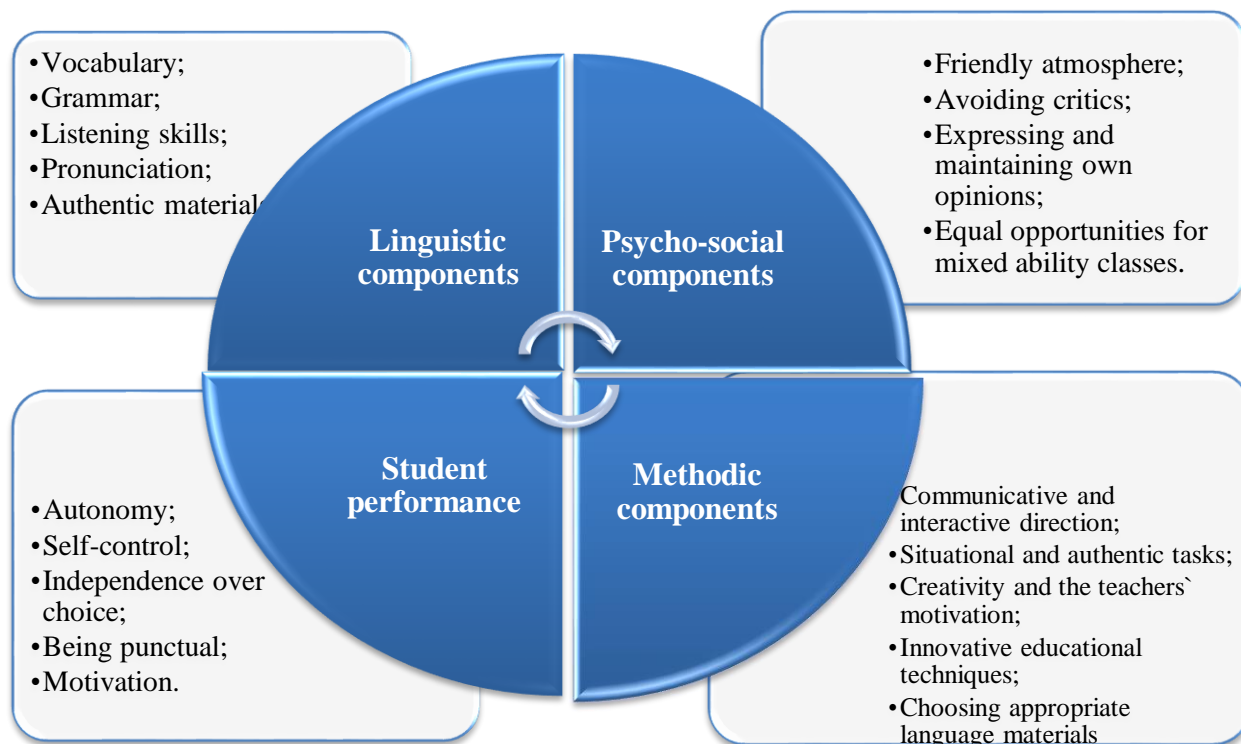 •Vocabulary;
•Grammar;
•Listening skills;
•Pronunciation;
•Authentic materials
•Friendly atmosphere;
•Avoiding critics;
•Expressing and
maintaining own
opinions;
•Equal opportunities for
mixed ability classes.
Linguistic
components
Psycho-social
components
Student
performance
Methodic
components
•Autonomy;
•Self-control;
•Independence over
choice;
•Being punctual;
•Motivation.
Communicative and
interactive direction;
•Situational and authentic tasks;
•Creativity and the teachers`
motivation;
•Innovative educational
techniques;
•Choosing appropriate
language materials